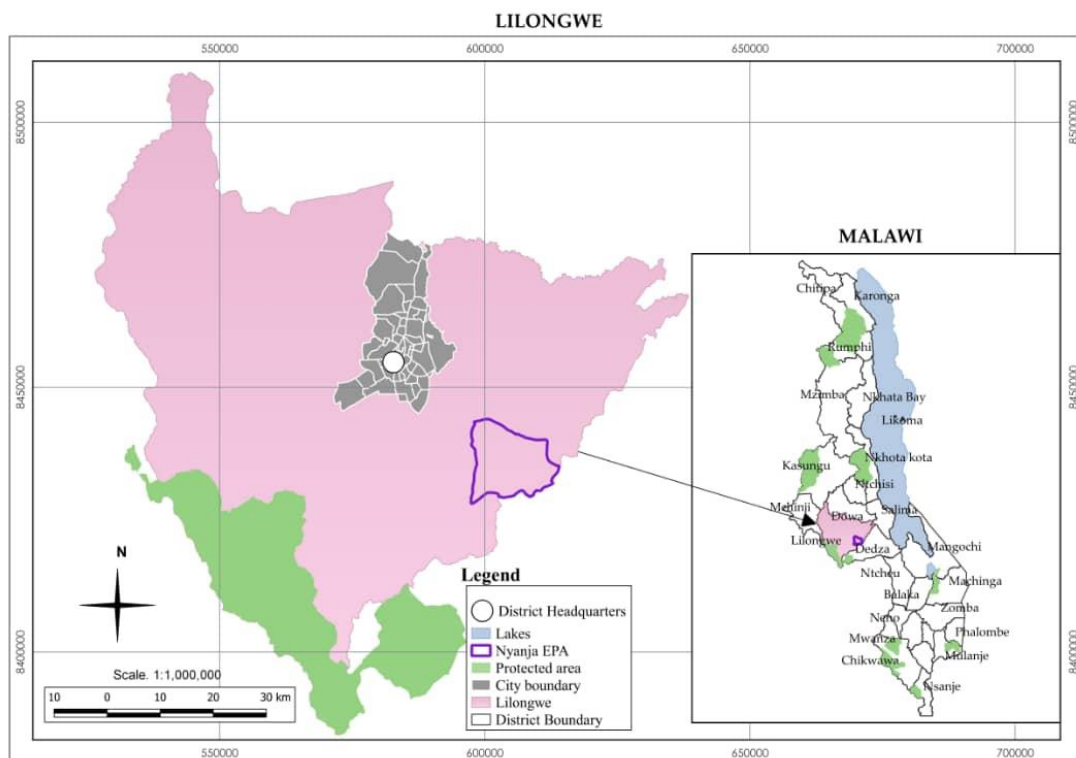 LILONGWE
550000
600000
650000
700000
8500000
8500000
8450000
8450000
8400000
8400000
MALAWI
Chitipa
Karonga
Rumphi
Mzimba
Nkhata Bay
Likoma
Kasungu
Nkhota kota
Ntchisi
Mchinji
Dowa
Salima
Lilongwe
Dedza
Mangochi
Ntcheu
Machinga
Balaka
Zomba
Neno
Phalombe
Mwanza
Mulanje
Chikwawa
Nsanje
N
Scale. 1:1,000,000
10 0 10 20 30 km
Legend
District Headquarters
Lakes
Nyanja EPA
Protected area
City boundary
Lilongwe
District Boundary
550000
600000
650000
700000